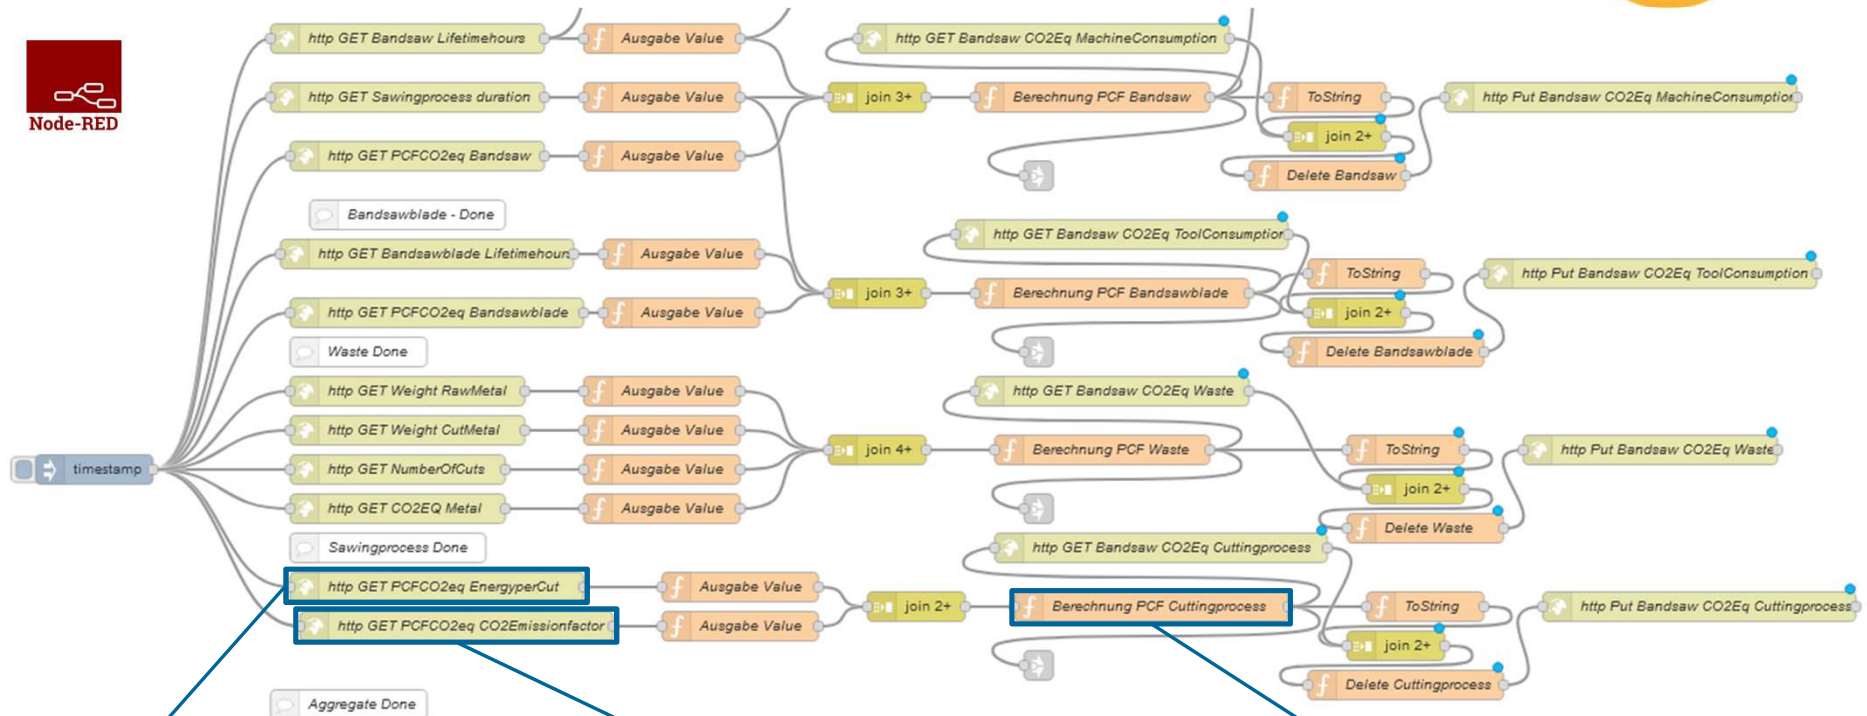 http GET Bandsaw Lifetimehours
Ausgabe Value
http GET Bandsaw CO2Eq MachineConsumption
Node-RED
http GET Sawingprocess duration
Ausgabe Value
join 3+
Berechnung PCF Bandsaw
ToString
http Put Bandsaw CO2Eq MachineConsumption
join 2+
http GET PCFCO2eq Bandsaw
Ausgabe Value
Delete Bandsaw
Bandsawblade - Done
http GET Bandsaw CO2Eq ToolConsumption
http GET Bandsawblade Lifetimehours
Ausgabe Value
ToString
http Put Bandsaw CO2Eq ToolConsumption
join 3+
Berechnung PCF Bandsawblade
http GET PCFCO2eq Bandsawblade
Ausgabe Value
join 2+
Waste Done
Delete Bandsawblade
http GET Weight RawMetal
Ausgabe Value
http GET Bandsaw CO2Eq Waste
http GET Weight CutMetal
Ausgabe Value
join 4+
Berechnung PCF Waste
ToString
http Put Bandsaw CO2Eq Waste
timestamp
http GET NumberOfCuts
Ausgabe Value
join 2+
http GET CO2EQ Metal
Ausgabe Value
Delete Waste
Sawingprocess Done
http GET Bandsaw CO2Eq Cuttingprocess
http GET PCFCO2eq EnergyperCut
Ausgabe Value
join 2+
Berechnung PCF Cuttingprocess
ToString
http Put Bandsaw CO2Eq Cuttingprocess
http GET PCFCO2eq CO2Emissionfactor
Ausgabe Value
join 2+
Delete Cuttingprocess
Aggregate Done